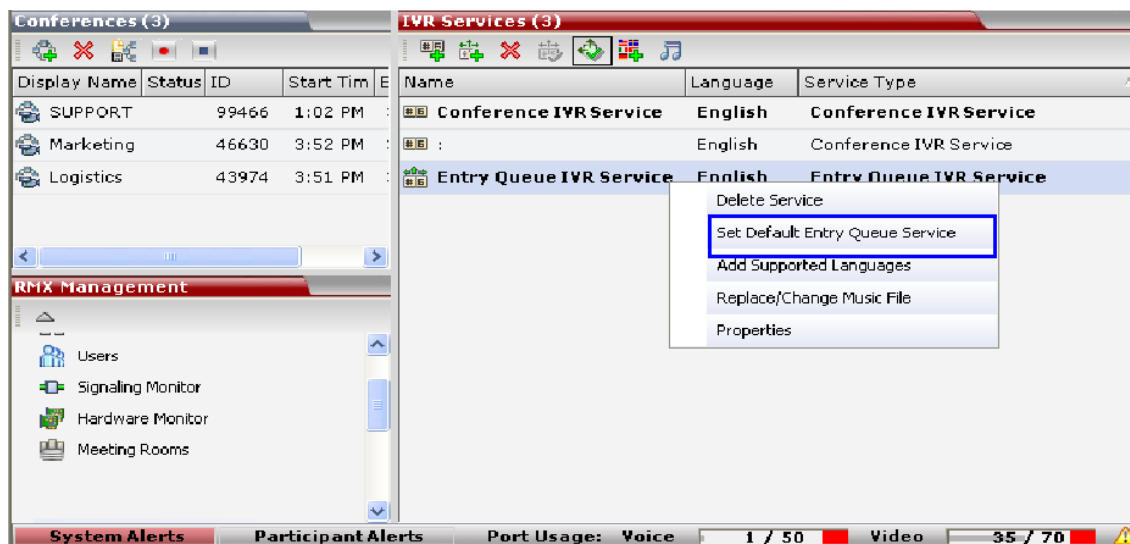 Conferences (3)
Display Name Status ID Start Tim E
SUPPORT 99466 1:02 PM
Marketing 46630 3:52 PM :
Logistics 43974 3:51 PM :
RMX Management
Users
Signaling Monitor
Hardware Monitor
Meeting Rooms
IVR Services (3)
Name Language Service Type
Conference IVR Service English Conference IVR Service
: English Conference IVR Service
Entry Queue IVR Service English Entry Queue IVR Service
Delete Service
Set Default Entry Queue Service
Add Supported Languages
Replace/Change Music File
Properties
System Alerts Participant Alerts Port Usage: Voice 1 / 50 Video 35 / 70